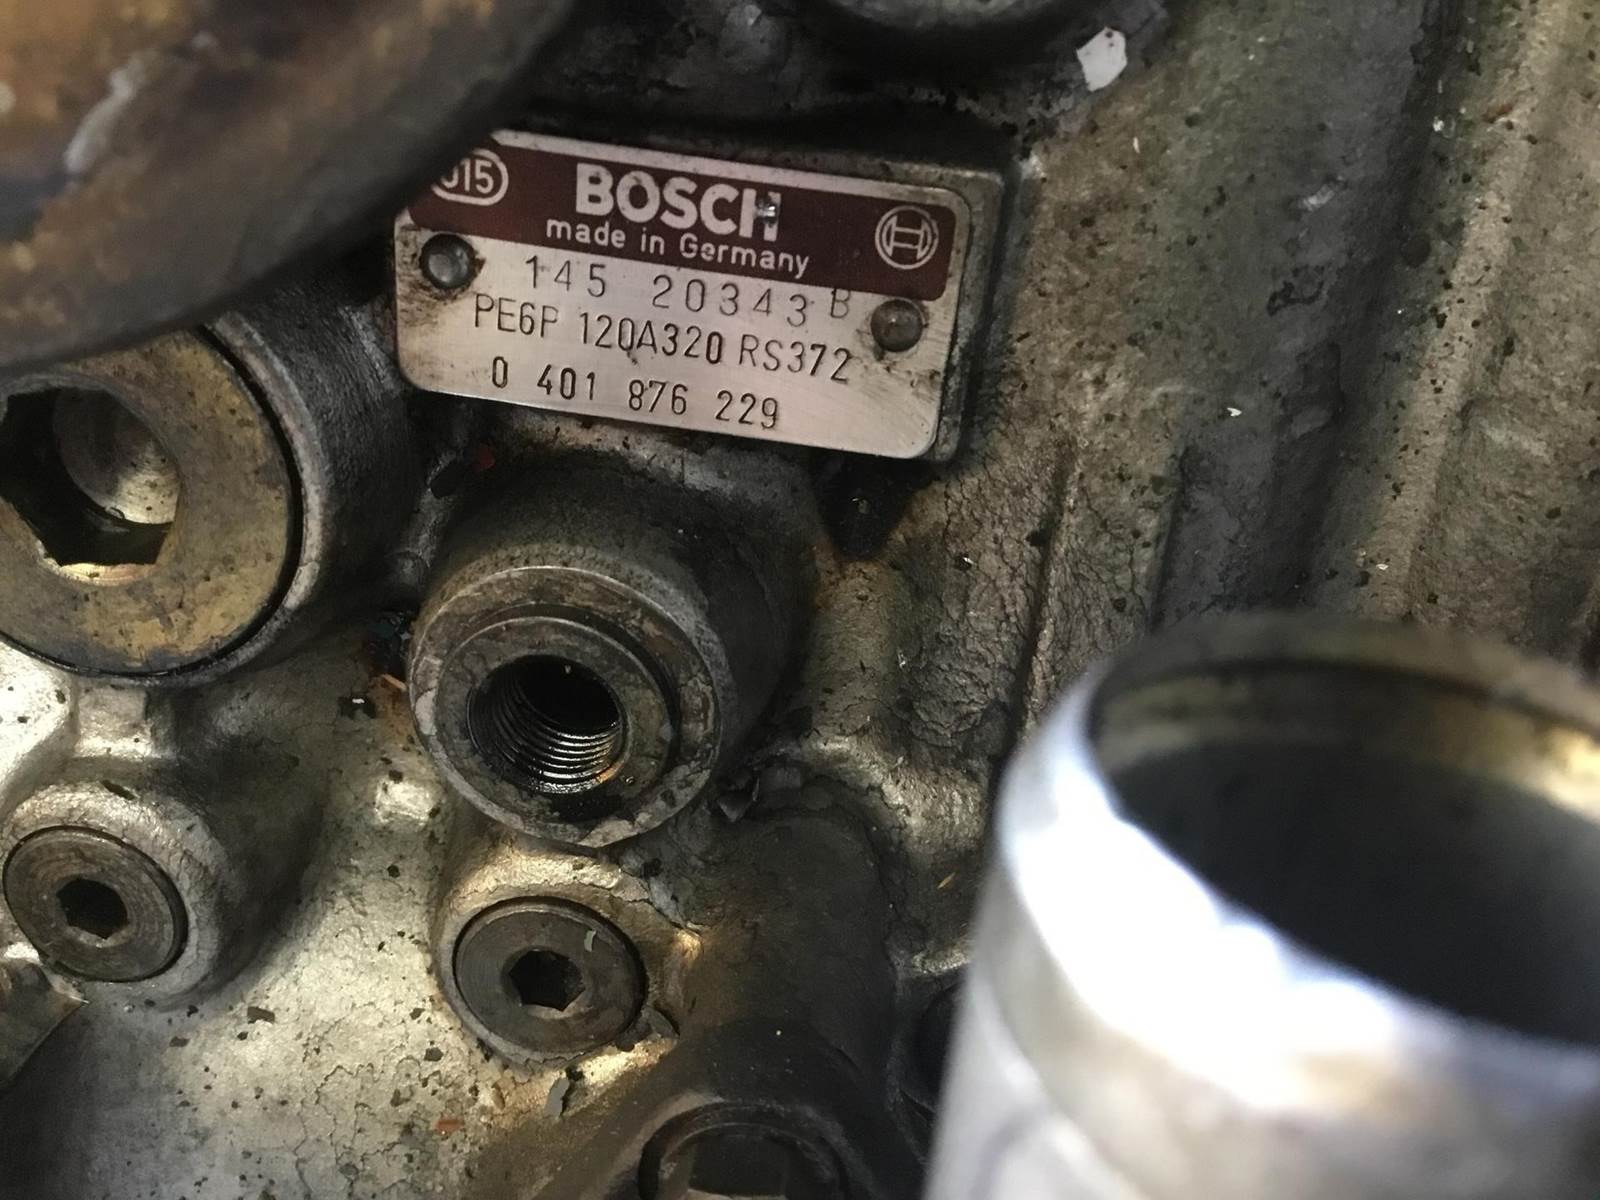 015
BOSCH
made in Germany
145 20343 B
PE6P 120A320 RS372
0 401 876 229